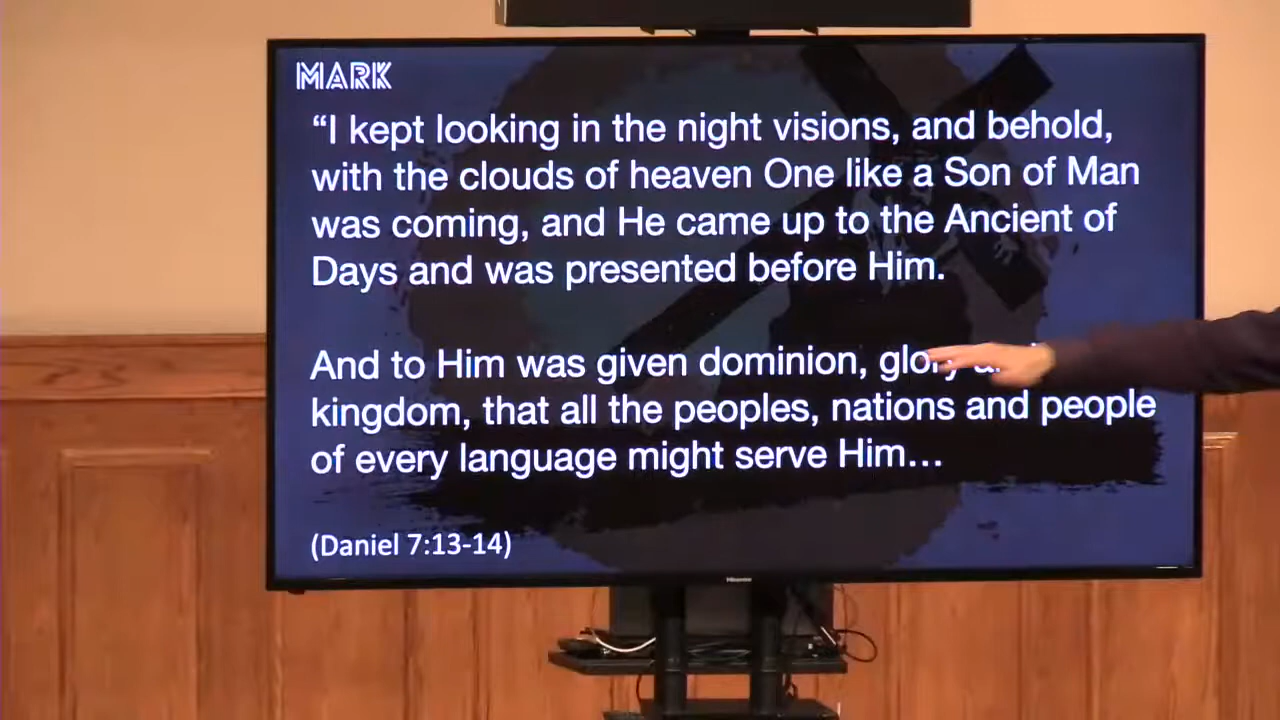 MARK
“I kept looking in the night visions, and behold,
with the clouds of heaven One like a Son of Man
was coming, and He came up to the Ancient of
Days and was presented before Him.
And to Him was given dominion,
kingdom, that all the peoples, nations and people
of every language might serve Him…
(Daniel 7:13-14)
Hisense